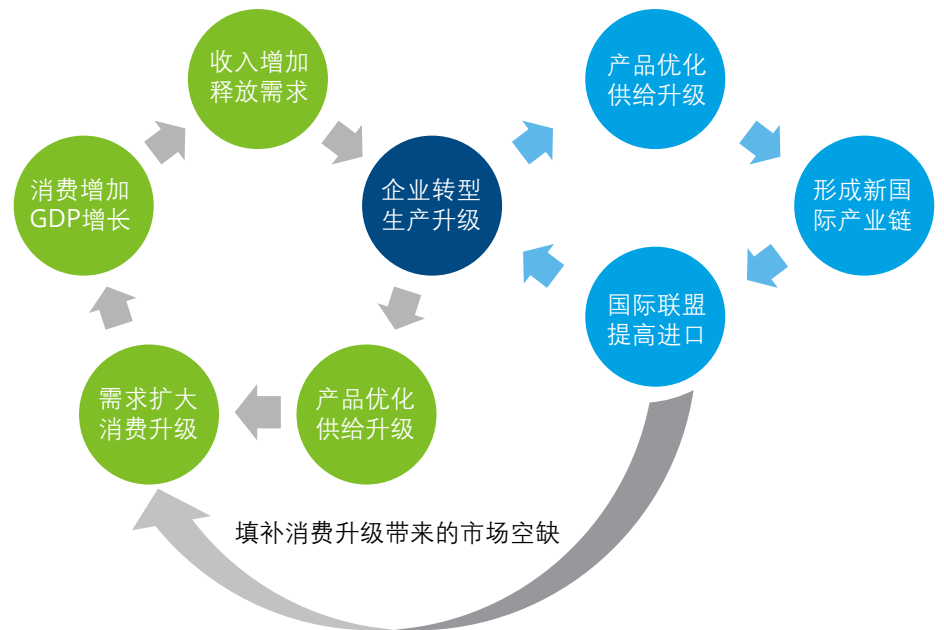 收入增加
释放需求
产品优化
供给升级
消费增加
GDP增长
企业转型
生产升级
形成新国
际产业链
国际联盟
提高进口
需求扩大
消费升级
产品优化
供给升级
填补消费升级带来的市场空缺